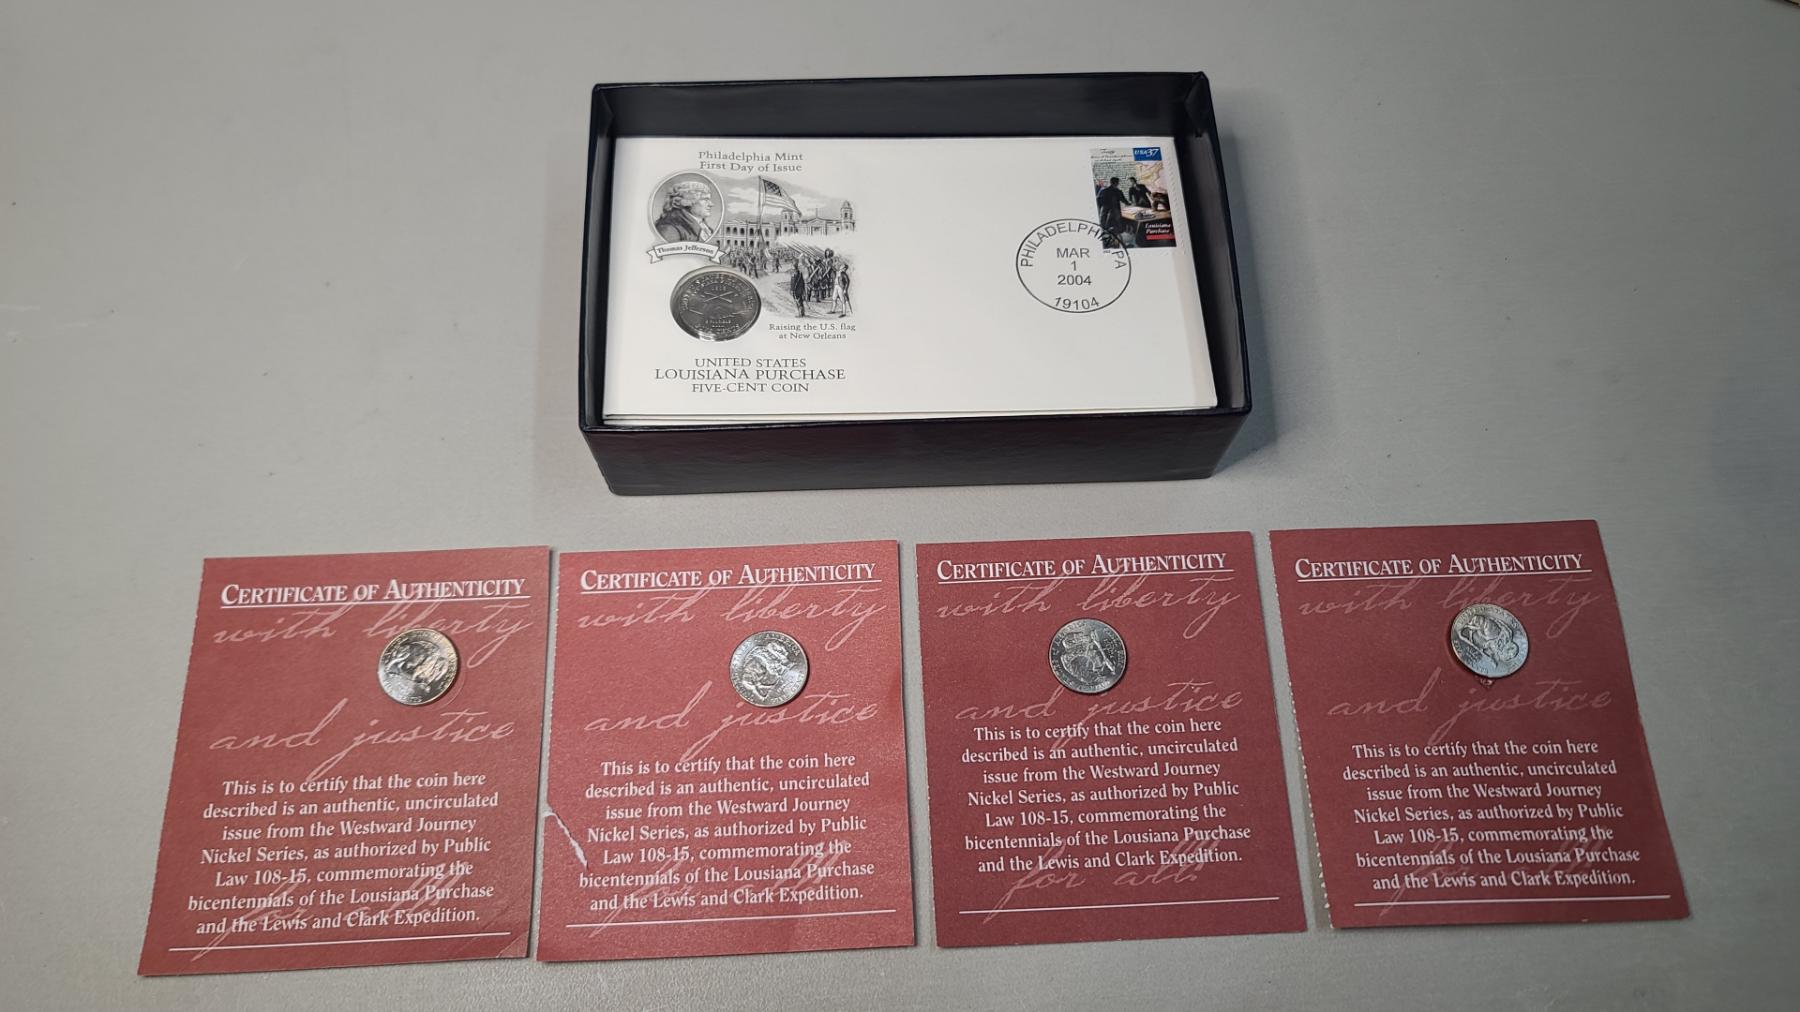 Philadelphia Mint
First Day of Issue
Thomas Jefferson
Raising the U.S. flag
at New Orleans
UNITED STATES
LOUISIANA PURCHASE
FIVE-CENT COIN
USA 37
Louisiana
Purchase
PHILADELPHIA PA
MAR
1
2004
19104
CERTIFICATE OF AUTHENTICITY
with liberty
and justice
for all!
This is to certify that the coin here
described is an authentic, uncirculated
issue from the Westward Journey
Nickel Series, as authorized by Public
Law 108-15, commemorating the
bicentennials of the Lousiana Purchase
and the Lewis and Clark Expedition.
CERTIFICATE OF AUTHENTICITY
with liberty
and justice
for all!
This is to certify that the coin here
described is an authentic, uncirculated
issue from the Westward Journey
Nickel Series, as authorized by Public
Law 108-15, commemorating the
bicentennials of the Lousiana Purchase
and the Lewis and Clark Expedition.
CERTIFICATE OF AUTHENTICITY
with liberty
and justice
for all!
This is to certify that the coin here
described is an authentic, uncirculated
issue from the Westward Journey
Nickel Series, as authorized by Public
Law 108-15, commemorating the
bicentennials of the Lousiana Purchase
and the Lewis and Clark Expedition.
CERTIFICATE OF AUTHENTICITY
with liberty
and justice
for all!
This is to certify that the coin here
described is an authentic, uncirculated
issue from the Westward Journey
Nickel Series, as authorized by Public
Law 108-15, commemorating the
bicentennials of the Lousiana Purchase
and the Lewis and Clark Expedition.